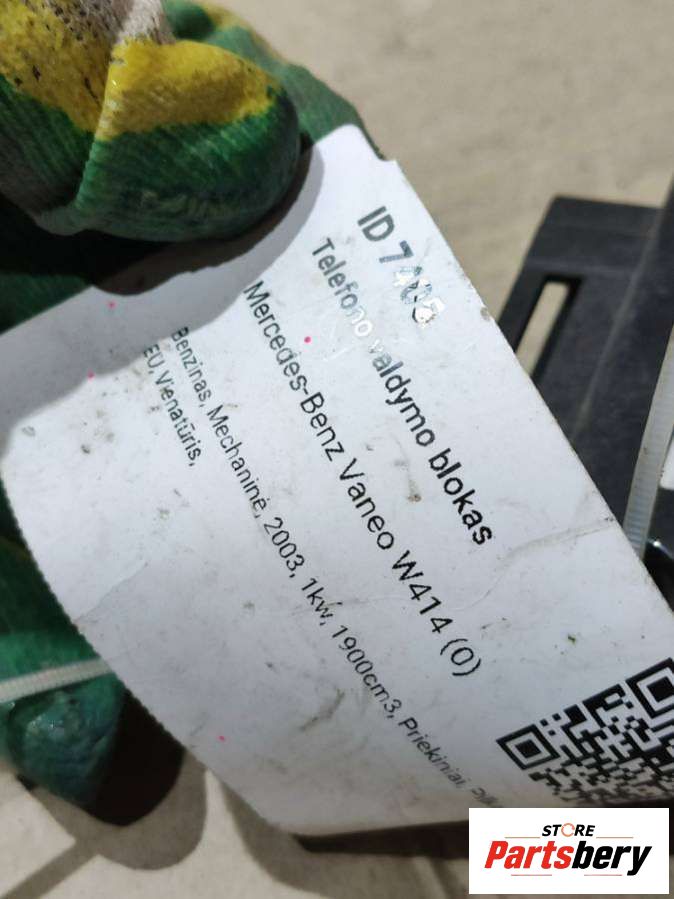 ID 7405
Telefono valdymo blokas
Mercedes-Benz Vaneo W414 (0)
Benzinas, Mechaninė, 2003, 1kw, 1900cm3, Priekiniai,
EU, Vienatūris,
STORE
Partsbery